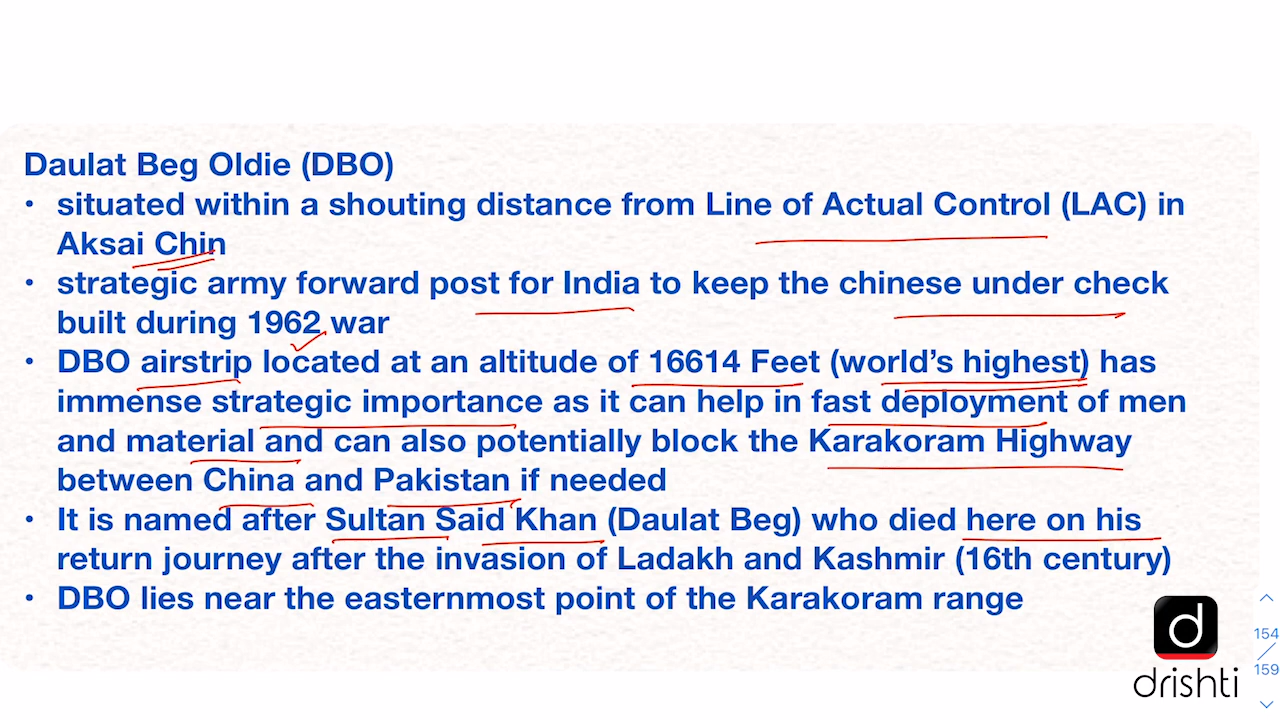 Daulat Beg Oldie (DBO)
• situated within a shouting distance from Line of Actual Control (LAC) in
Aksai Chin
• strategic army forward post for India to keep the chinese under check
built during 1962 war
• DBO airstrip located at an altitude of 16614 Feet (world's highest) has
immense strategic importance as it can help in fast deployment of men
and material and can also potentially block the Karakoram Highway
between China and Pakistan if needed
• It is named after Sultan Said Khan (Daulat Beg) who died here on his
return journey after the invasion of Ladakh and Kashmir (16th century)
• DBO lies near the easternmost point of the Karakoram range
d
drishti
154
/
159